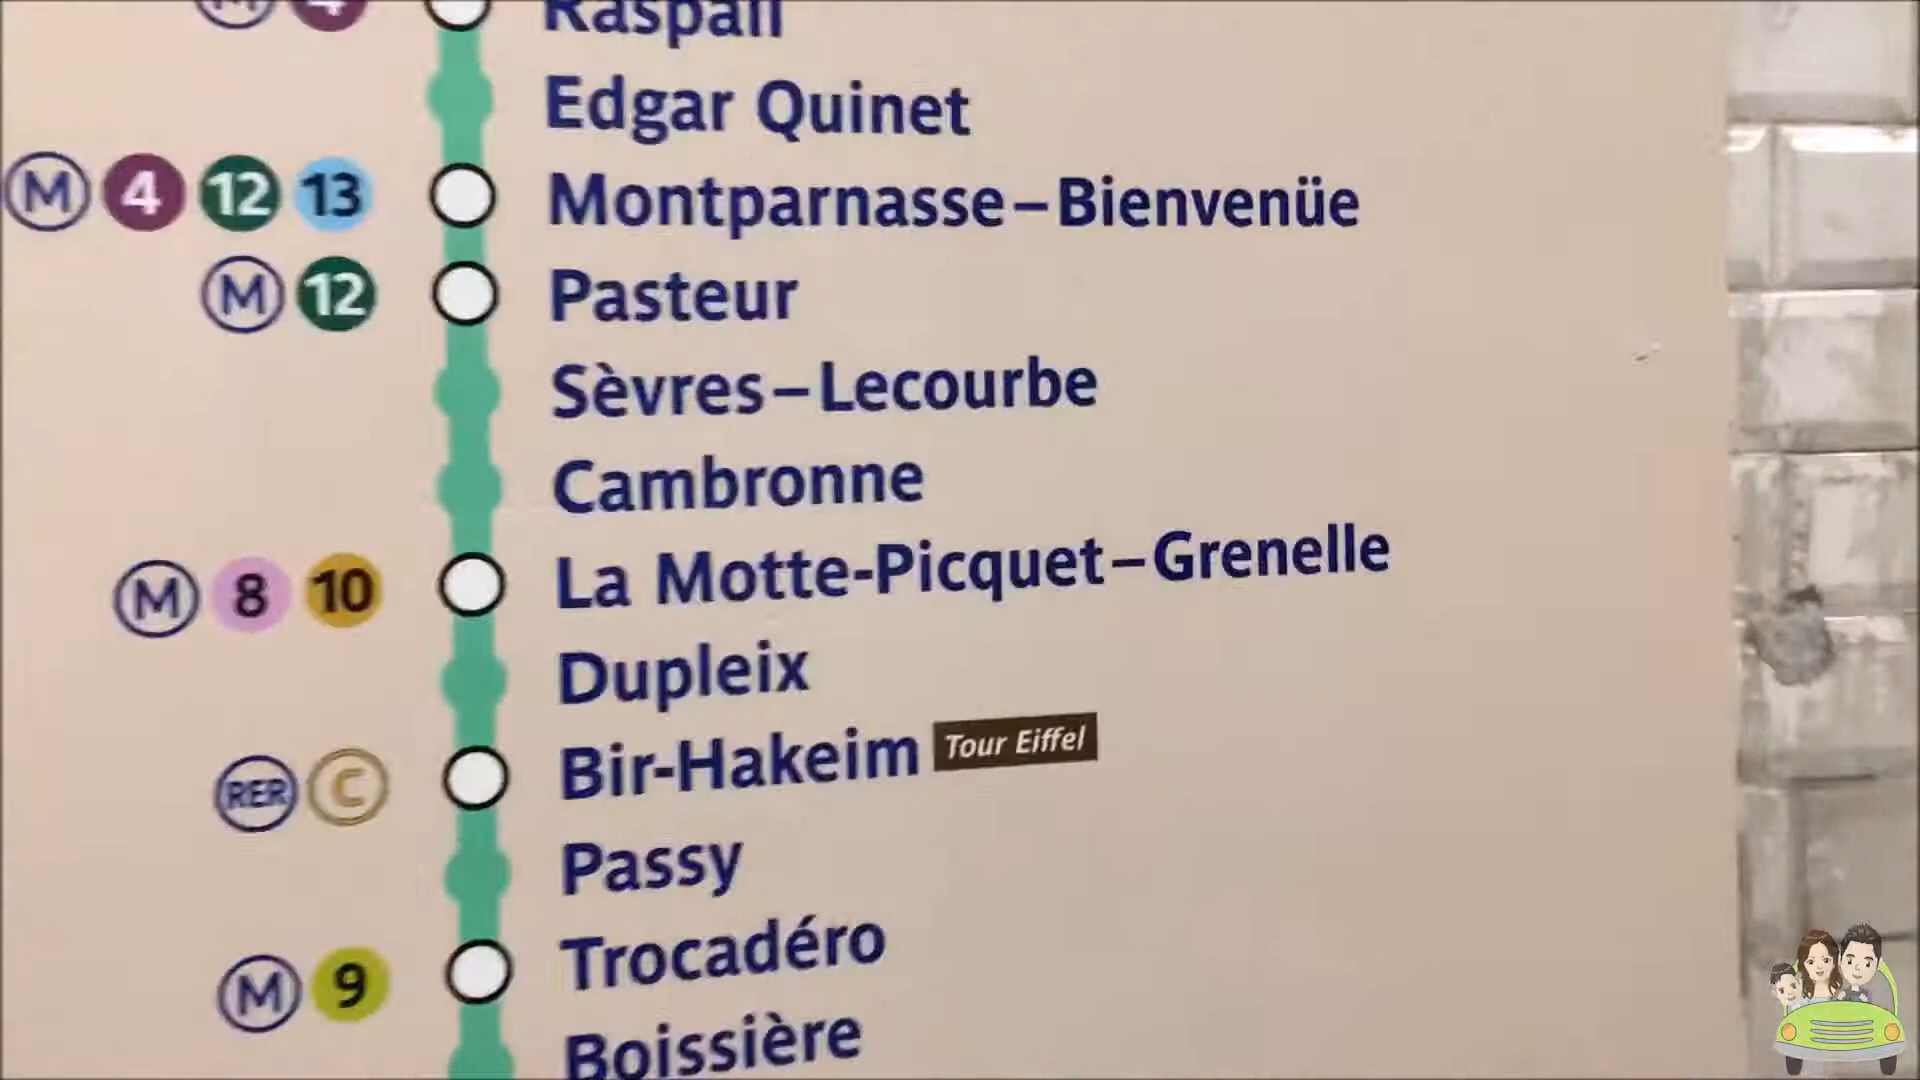 M 4 Raspail
Edgar Quinet
M 4 12 13 Montparnasse–Bienvenüe
M 12 Pasteur
Sèvres–Lecourbe
Cambronne
M 8 10 La Motte-Picquet–Grenelle
Dupleix
RER C Bir-Hakeim Tour Eiffel
Passy
M 9 Trocadéro
Boissière